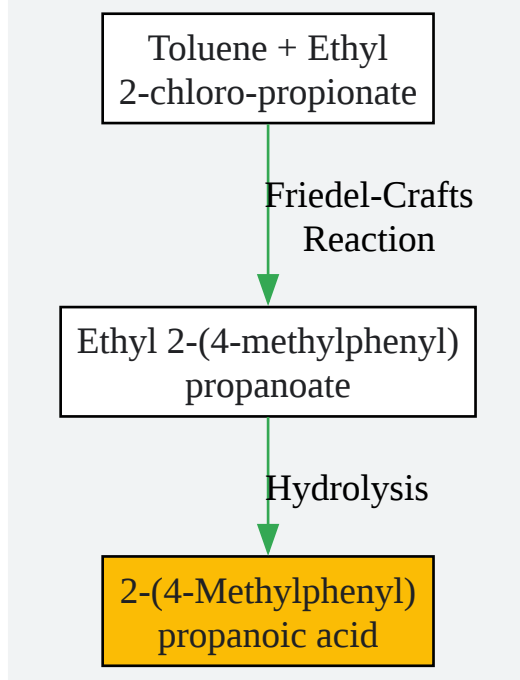 Toluene + Ethyl
2-chloro-propionate
Friedel-Crafts
Reaction
Ethyl 2-(4-methylphenyl)
propanoate
Hydrolysis
2-(4-Methylphenyl)
propanoic acid